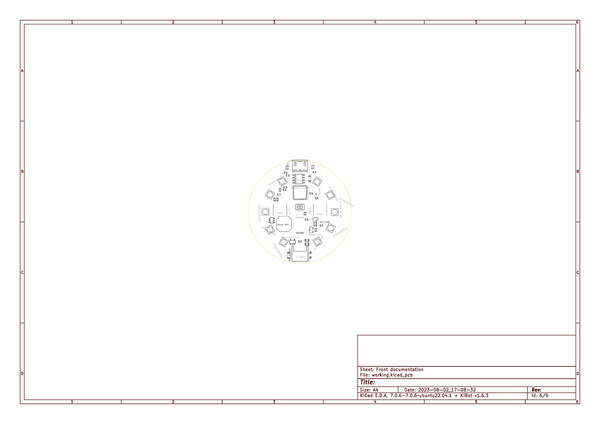 1 2 3 4 5 6
A A
B B
C C
D D
Sheet: Front documentation
File: working.kicad_pcb
Title:
Size: A4 Date: 2023-08-02_17-08-32 Rev:
KiCad E.D.A. 7.0.6-7.0.6~ubuntu22.04.1 + KiBot v1.6.3 Id: 6/6
1 2 3 4 5 6